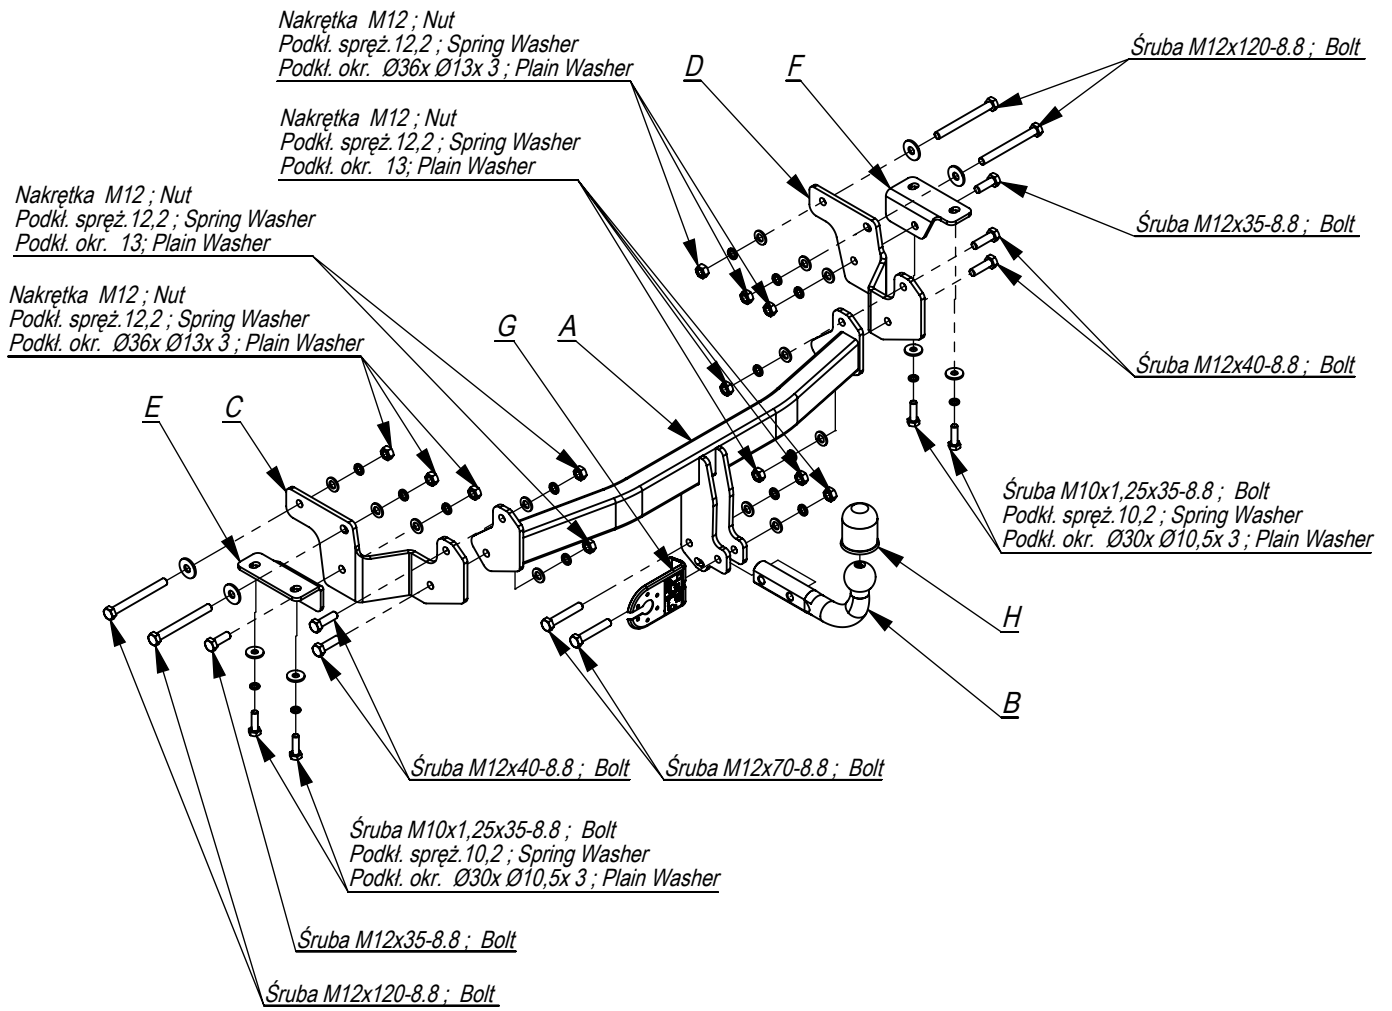 Nakrętka M12 ; Nut
Podkł. spręż.12,2 ; Spring Washer
Podkł. okr. Ø36x Ø13x 3 ; Plain Washer
D
F
Śruba M12x120-8.8 ; Bolt
Nakrętka M12 ; Nut
Podkł. spręż.12,2 ; Spring Washer
Podkł. okr. 13; Plain Washer
Nakrętka M12 ; Nut
Podkł. spręż.12,2 ; Spring Washer
Podkł. okr. 13; Plain Washer
Śruba M12x35-8.8 ; Bolt
Nakrętka M12 ; Nut
Podkł. spręż.12,2 ; Spring Washer
Podkł. okr. Ø36x Ø13x 3 ; Plain Washer
G
A
Śruba M12x40-8.8 ; Bolt
E
C
Śruba M10x1,25x35-8.8 ; Bolt
Podkł. spręż.10,2 ; Spring Washer
Podkł. okr. Ø30x Ø10,5x 3 ; Plain Washer
H
B
Śruba M12x40-8.8 ; Bolt
Śruba M12x70-8.8 ; Bolt
Śruba M10x1,25x35-8.8 ; Bolt
Podkł. spręż.10,2 ; Spring Washer
Podkł. okr. Ø30x Ø10,5x 3 ; Plain Washer
Śruba M12x35-8.8 ; Bolt
Śruba M12x120-8.8 ; Bolt